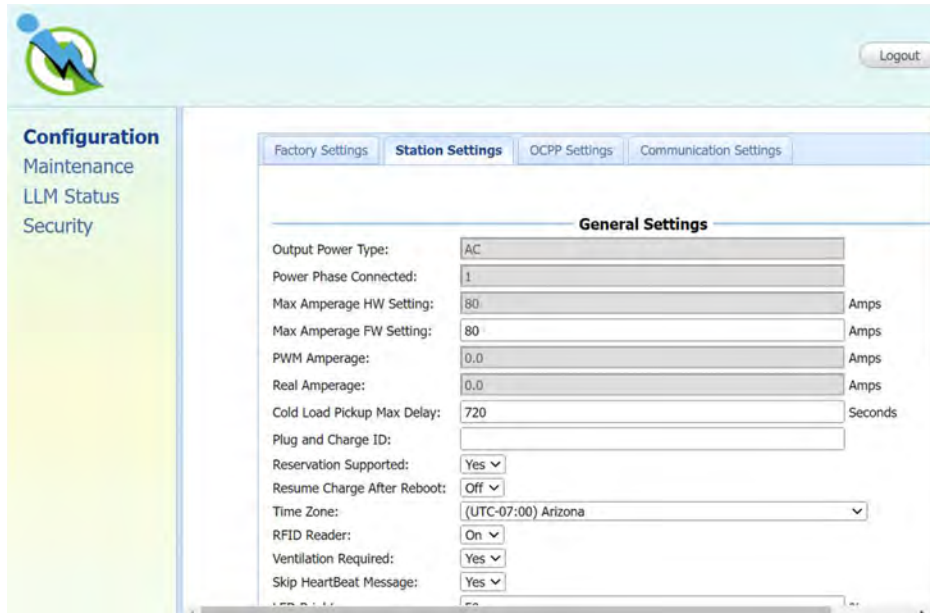 Logout
Configuration
Maintenance
LLM Status
Security
Factory Settings Station Settings OCPP Settings Communication Settings
General Settings
Output Power Type: AC
Power Phase Connected: 1
Max Amperage HW Setting: 80 Amps
Max Amperage FW Setting: 80 Amps
PWM Amperage: 0.0 Amps
Real Amperage: 0.0 Amps
Cold Load Pickup Max Delay: 720 Seconds
Plug and Charge ID:
Reservation Supported: Yes
Resume Charge After Reboot: Off
Time Zone: (UTC-07:00) Arizona
RFID Reader: On
Ventilation Required: Yes
Skip HeartBeat Message: Yes